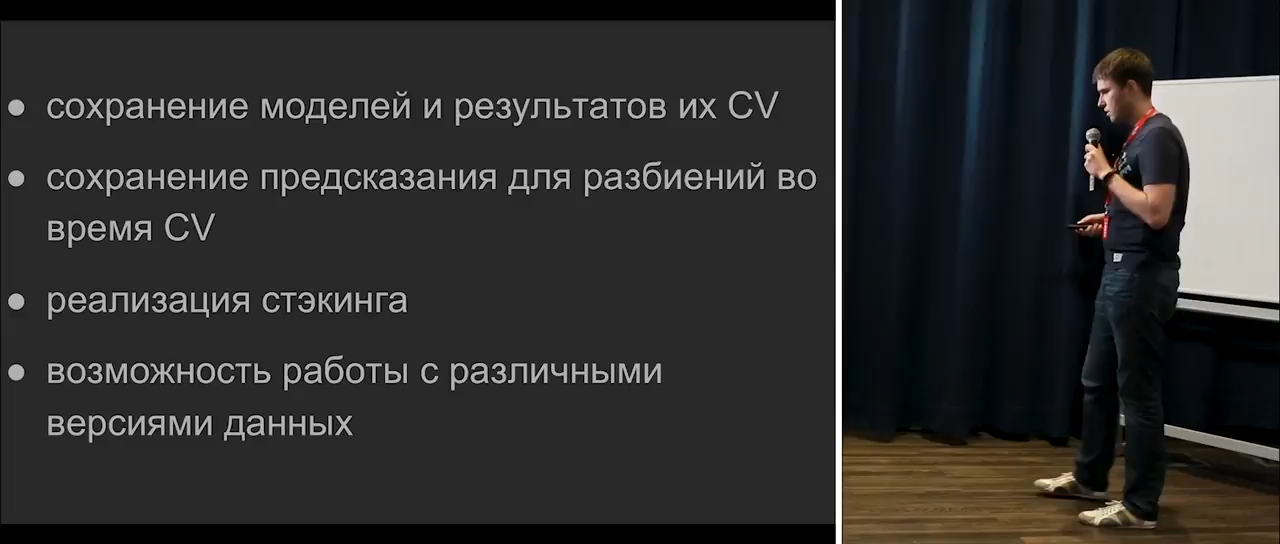 ● сохранение моделей и результатов их CV
● сохранение предсказания для разбиений во
время CV
● реализация стэкинга
● возможность работы с различными
версиями данных